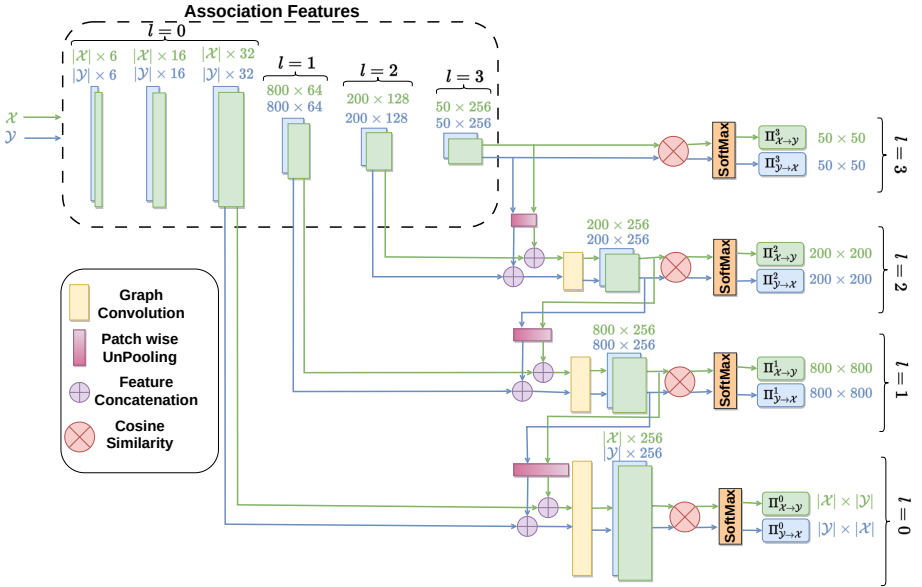 Association Features
l = 0
|𝒳| × 6
|𝒴| × 6
|𝒳| × 16
|𝒴| × 16
|𝒳| × 32
|𝒴| × 32
l = 1
800 × 64
800 × 64
l = 2
200 × 128
200 × 128
l = 3
50 × 256
50 × 256
𝒳
𝒴
SoftMax
Π³𝒳→𝒴
50 × 50
Π³𝒴→𝒳
50 × 50
l = 3
200 × 256
200 × 256
SoftMax
Π²𝒳→𝒴
200 × 200
Π²𝒴→𝒳
200 × 200
l = 2
800 × 256
800 × 256
SoftMax
Π¹𝒳→𝒴
800 × 800
Π¹𝒴→𝒳
800 × 800
l = 1
|𝒳| × 256
|𝒴| × 256
SoftMax
Π⁰𝒳→𝒴
|𝒳| × |𝒴|
Π⁰𝒴→𝒳
|𝒴| × |𝒳|
l = 0
Graph
Convolution
Patch wise
UnPooling
Feature
Concatenation
Cosine
Similarity